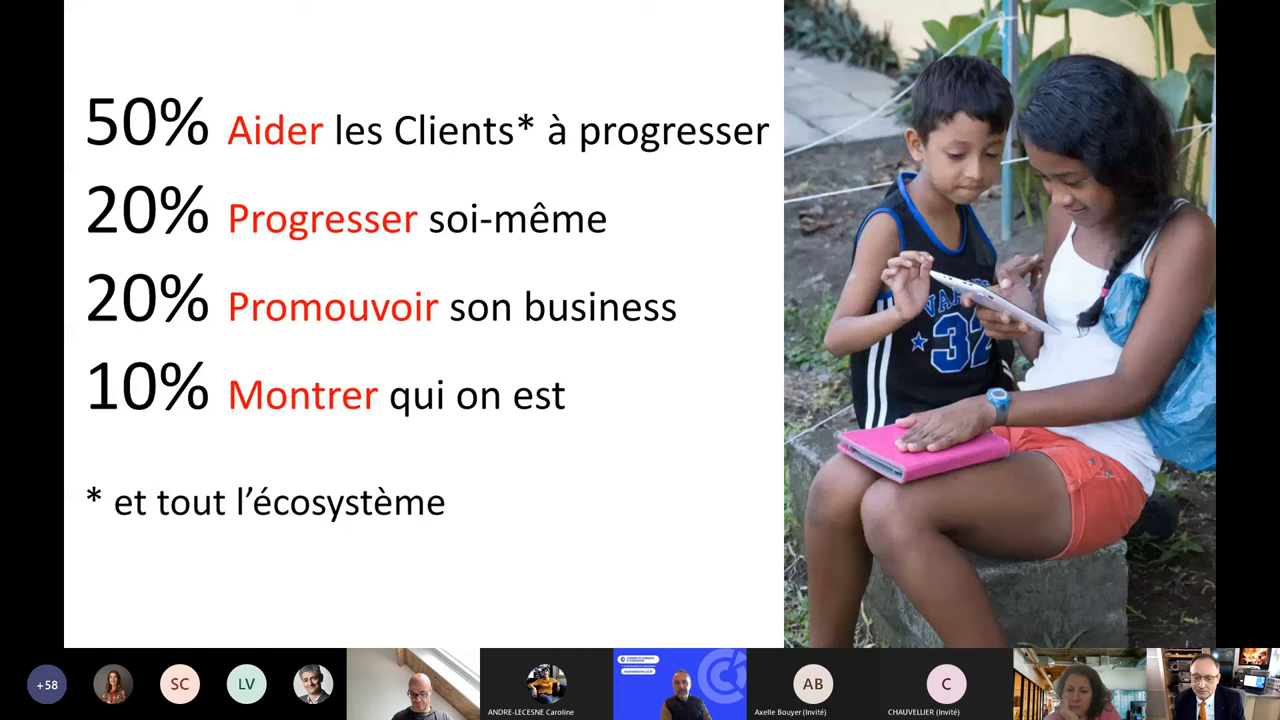 50% Aider les Clients* à progresser
20% Progresser soi-même
20% Promouvoir son business
10% Montrer qui on est
* et tout l’écosystème
32
+58
SC
LV
ANDRE-LECESNE Caroline
AB
Axelle Bouyer (Invité)
C
CHAUVELLIER (Invité)